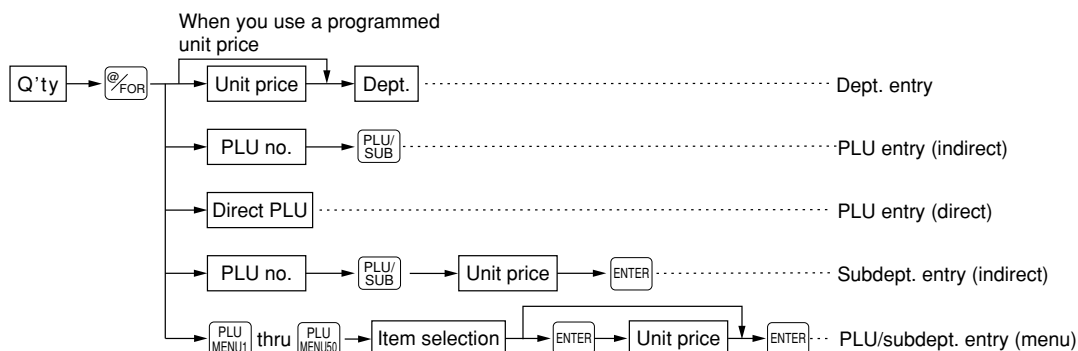 When you use a programmed
unit price
Q'ty @/FOR Unit price Dept. Dept. entry
PLU no. PLU/SUB PLU entry (indirect)
Direct PLU PLU entry (direct)
PLU no. PLU/SUB Unit price ENTER Subdept. entry (indirect)
PLU MENU1 thru PLU MENU50 Item selection ENTER Unit price ENTER PLU/subdept. entry (menu)